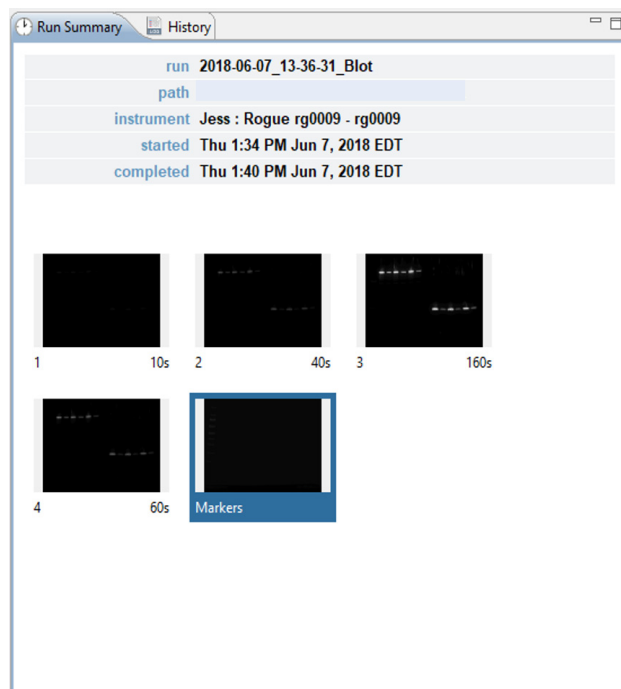 Run Summary History
run 2018-06-07_13-36-31_Blot
path
instrument Jess : Rogue rg0009 - rg0009
started Thu 1:34 PM Jun 7, 2018 EDT
completed Thu 1:40 PM Jun 7, 2018 EDT
1 10s 2 40s 3 160s
4 60s Markers